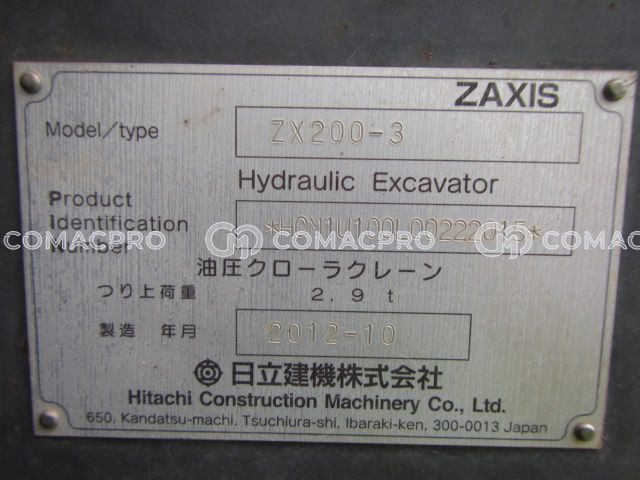 ZAXIS
Model/type ZX200-3
Hydraulic Excavator
Product
Identification
Number
COMACPRO COMACPRO COMACPRO
油圧クローラクレーン
つり上荷重 2.9 t
製造 年月 2012-10
日立建機株式会社
Hitachi Construction Machinery Co., Ltd.
650, Kandatsu-machi, Tsuchiura-shi, Ibaraki-ken, 300-0013 Japan